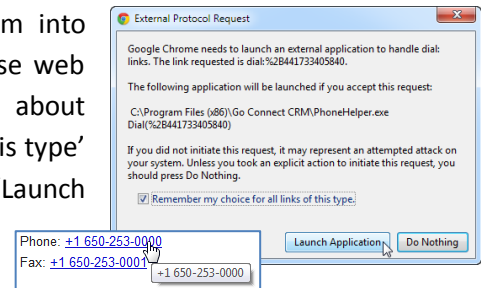 m into
se web
about
is type’
Launch
External Protocol Request
Google Chrome needs to launch an external application to handle dial:
links. The link requested is dial:%2B441733405840.
The following application will be launched if you accept this request:
C:\Program Files (x86)\Go Connect CRM\PhoneHelper.exe
Dial(%2B441733405840)
If you did not initiate this request, it may represent an attempted attack on
your system. Unless you took an explicit action to initiate this request, you
should press Do Nothing.
Remember my choice for all links of this type.
Launch Application
Do Nothing
Phone: +1 650-253-0000
Fax: +1 650-253-0001
+1 650-253-0000